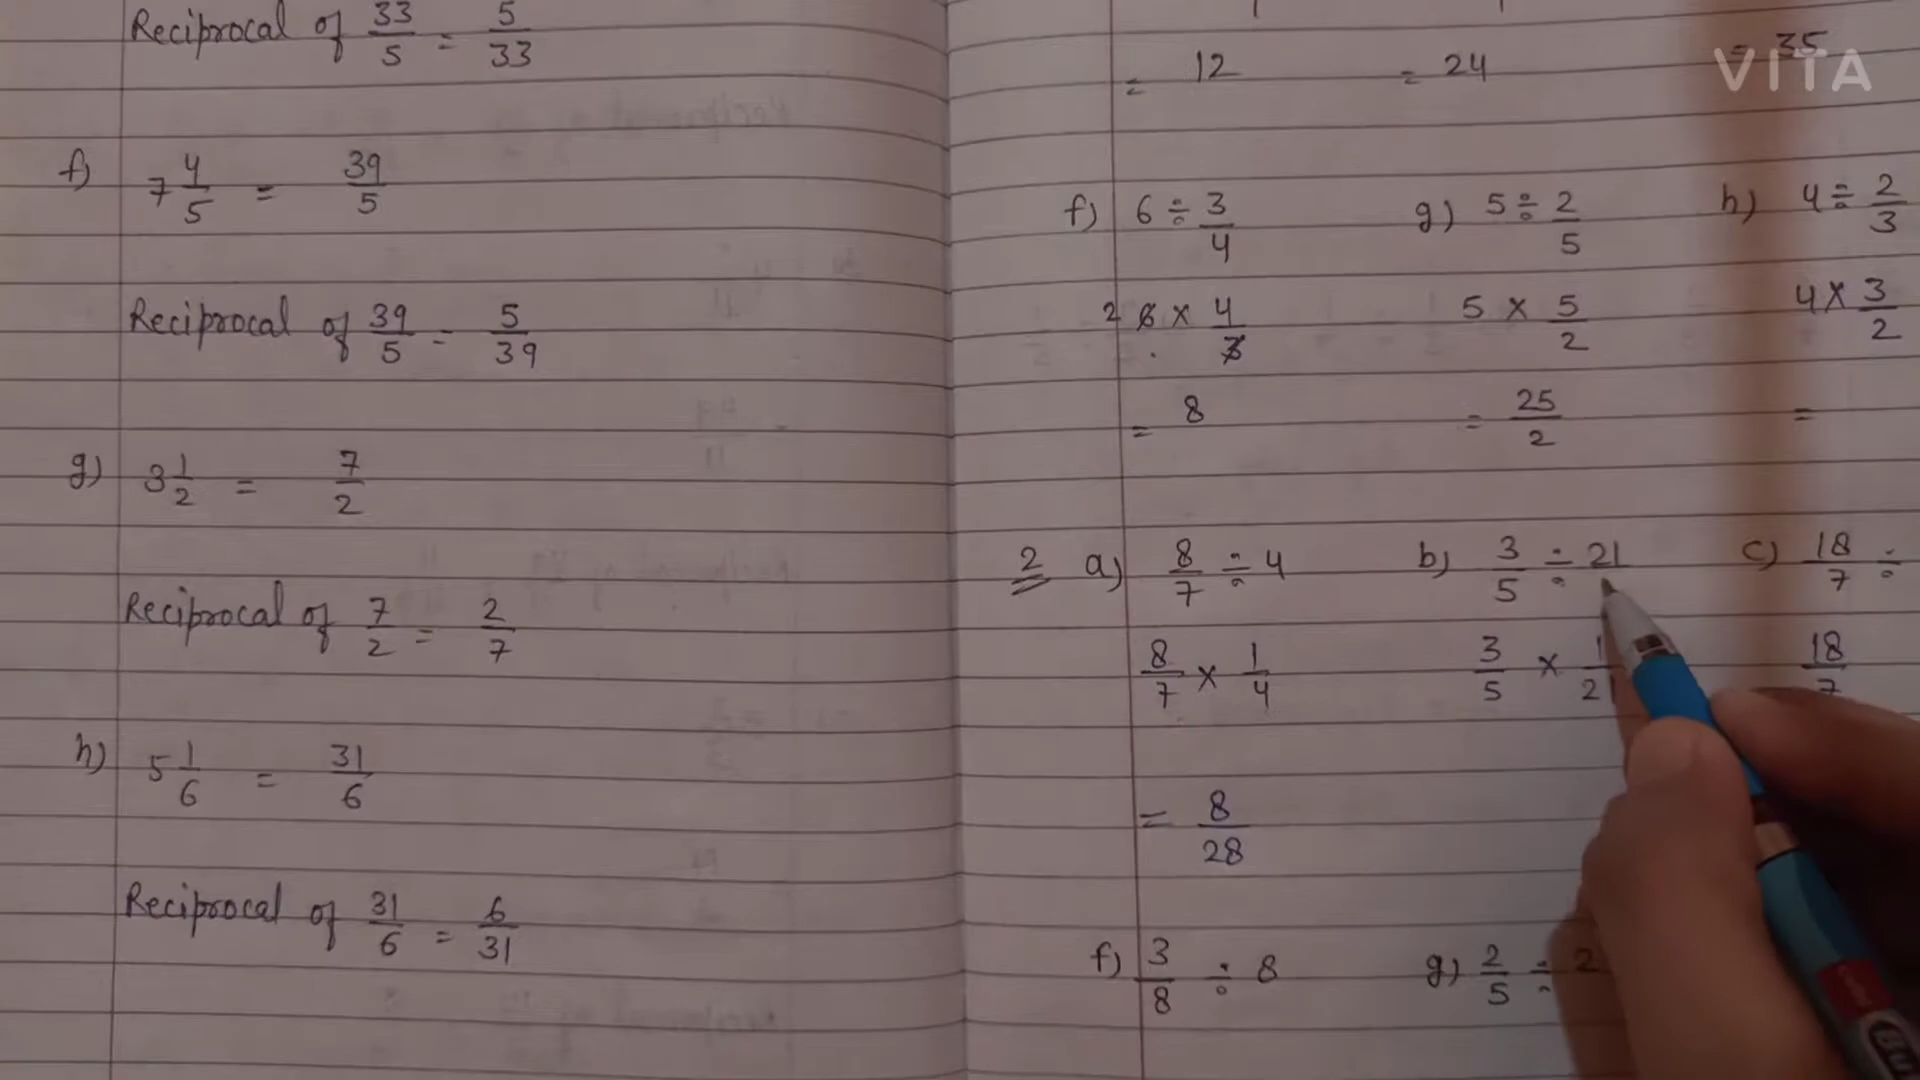 Reciprocal of 33/5 = 5/33
f) 7 4/5 = 39/5
Reciprocal of 39/5 = 5/39
g) 3 1/2 = 7/2
Reciprocal of 7/2 = 2/7
h) 5 1/6 = 31/6
Reciprocal of 31/6 = 6/31
= 12 = 24 = 35
VITA
f) 6 ÷ 3/4 g) 5 ÷ 2/5 h) 4 ÷ 2/3
2 6 × 4/3 5 × 5/2 4 × 3/2
= 8 = 25/2 =
2 a) 8/7 ÷ 4 b) 3/5 ÷ 21 c) 18/7 ÷
8/7 × 1/4 3/5 × 1/2 18/7
= 8/28
f) 3/8 ÷ 8 g) 2/5 ÷ 2